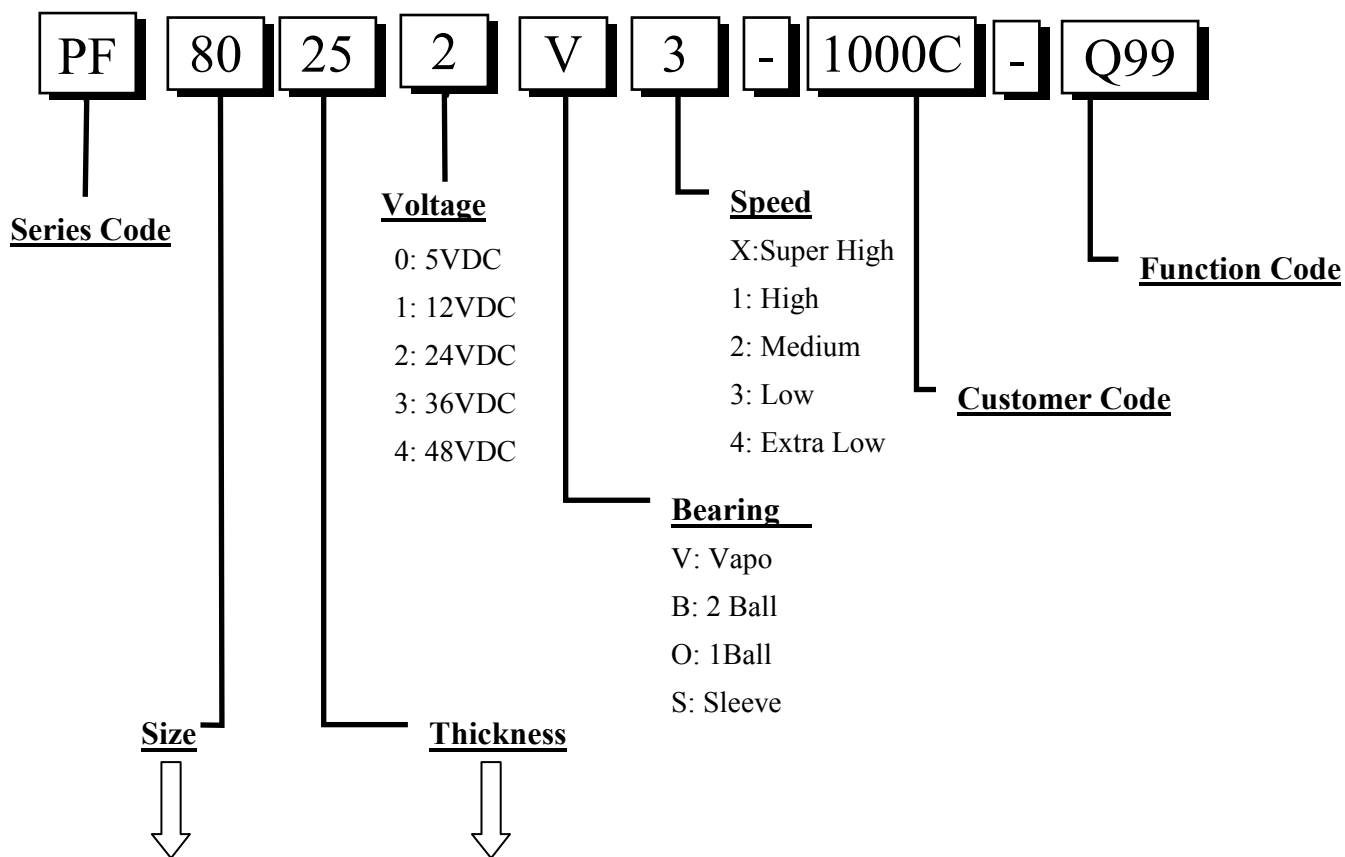 PF 80 25 2 V 3 - 1000C - Q99
Series Code
Voltage
0: 5VDC
1: 12VDC
2: 24VDC
3: 36VDC
4: 48VDC
Speed
X:Super High
1: High
2: Medium
3: Low
4: Extra Low
Function Code
Customer Code
Bearing
V: Vapo
B: 2 Ball
O: 1Ball
S: Sleeve
Size
Thickness